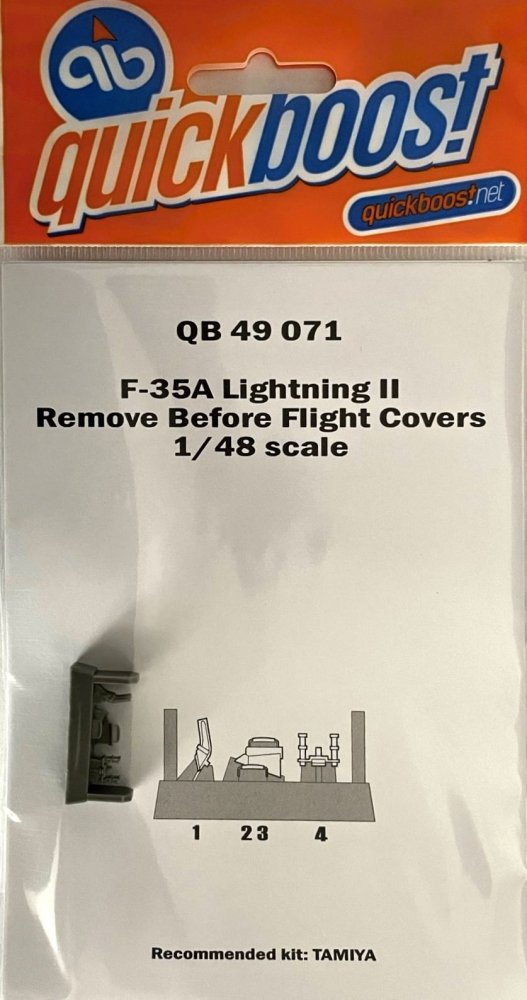 qb
quickboost
quickboost.net
QB 49 071
F-35A Lightning II
Remove Before Flight Covers
1/48 scale
1 2 3 4
Recommended kit: TAMIYA